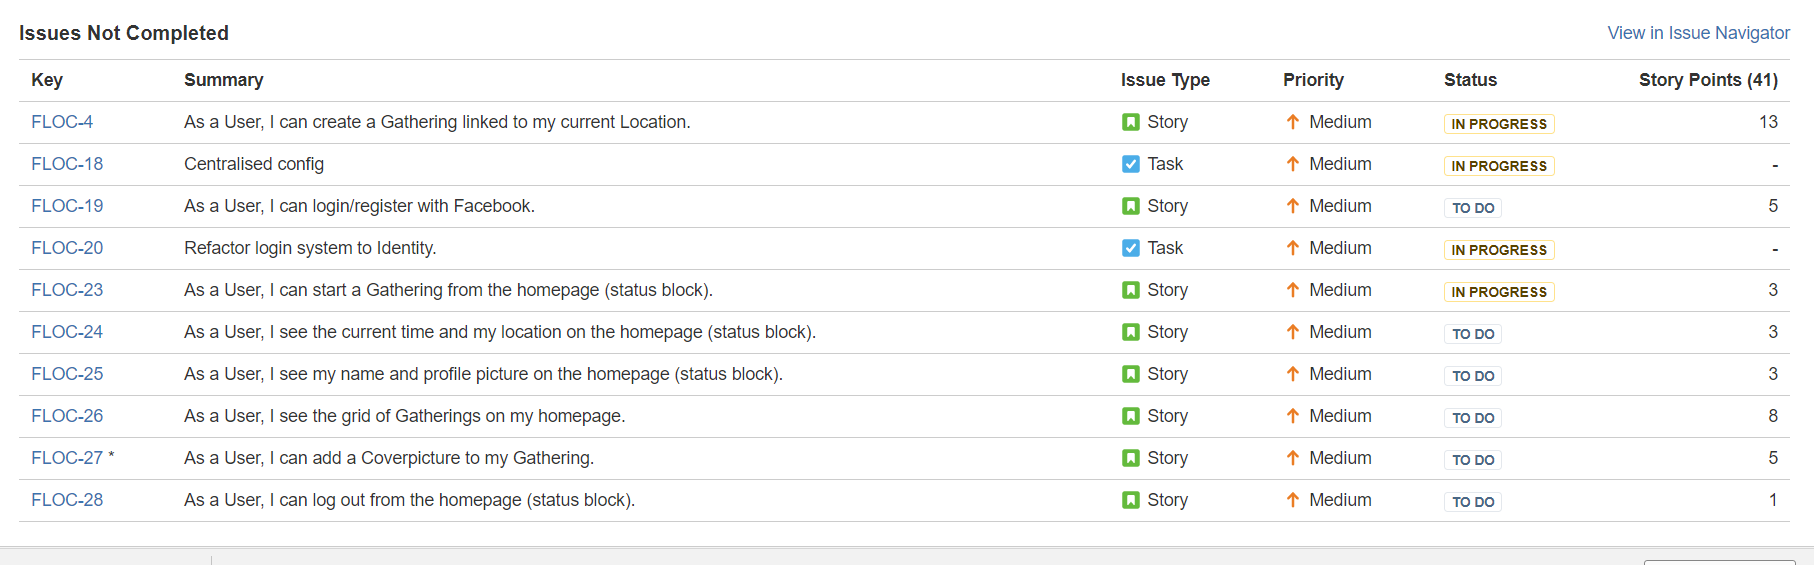 Issues Not Completed View in Issue Navigator
Key Summary Issue Type Priority Status Story Points (41)
FLOC-4 As a User, I can create a Gathering linked to my current Location. Story Medium IN PROGRESS 13
FLOC-18 Centralised config Task Medium IN PROGRESS -
FLOC-19 As a User, I can login/register with Facebook. Story Medium TO DO 5
FLOC-20 Refactor login system to Identity. Task Medium IN PROGRESS -
FLOC-23 As a User, I can start a Gathering from the homepage (status block). Story Medium IN PROGRESS 3
FLOC-24 As a User, I see the current time and my location on the homepage (status block). Story Medium TO DO 3
FLOC-25 As a User, I see my name and profile picture on the homepage (status block). Story Medium TO DO 3
FLOC-26 As a User, I see the grid of Gatherings on my homepage. Story Medium TO DO 8
FLOC-27 * As a User, I can add a Coverpicture to my Gathering. Story Medium TO DO 5
FLOC-28 As a User, I can log out from the homepage (status block). Story Medium TO DO 1